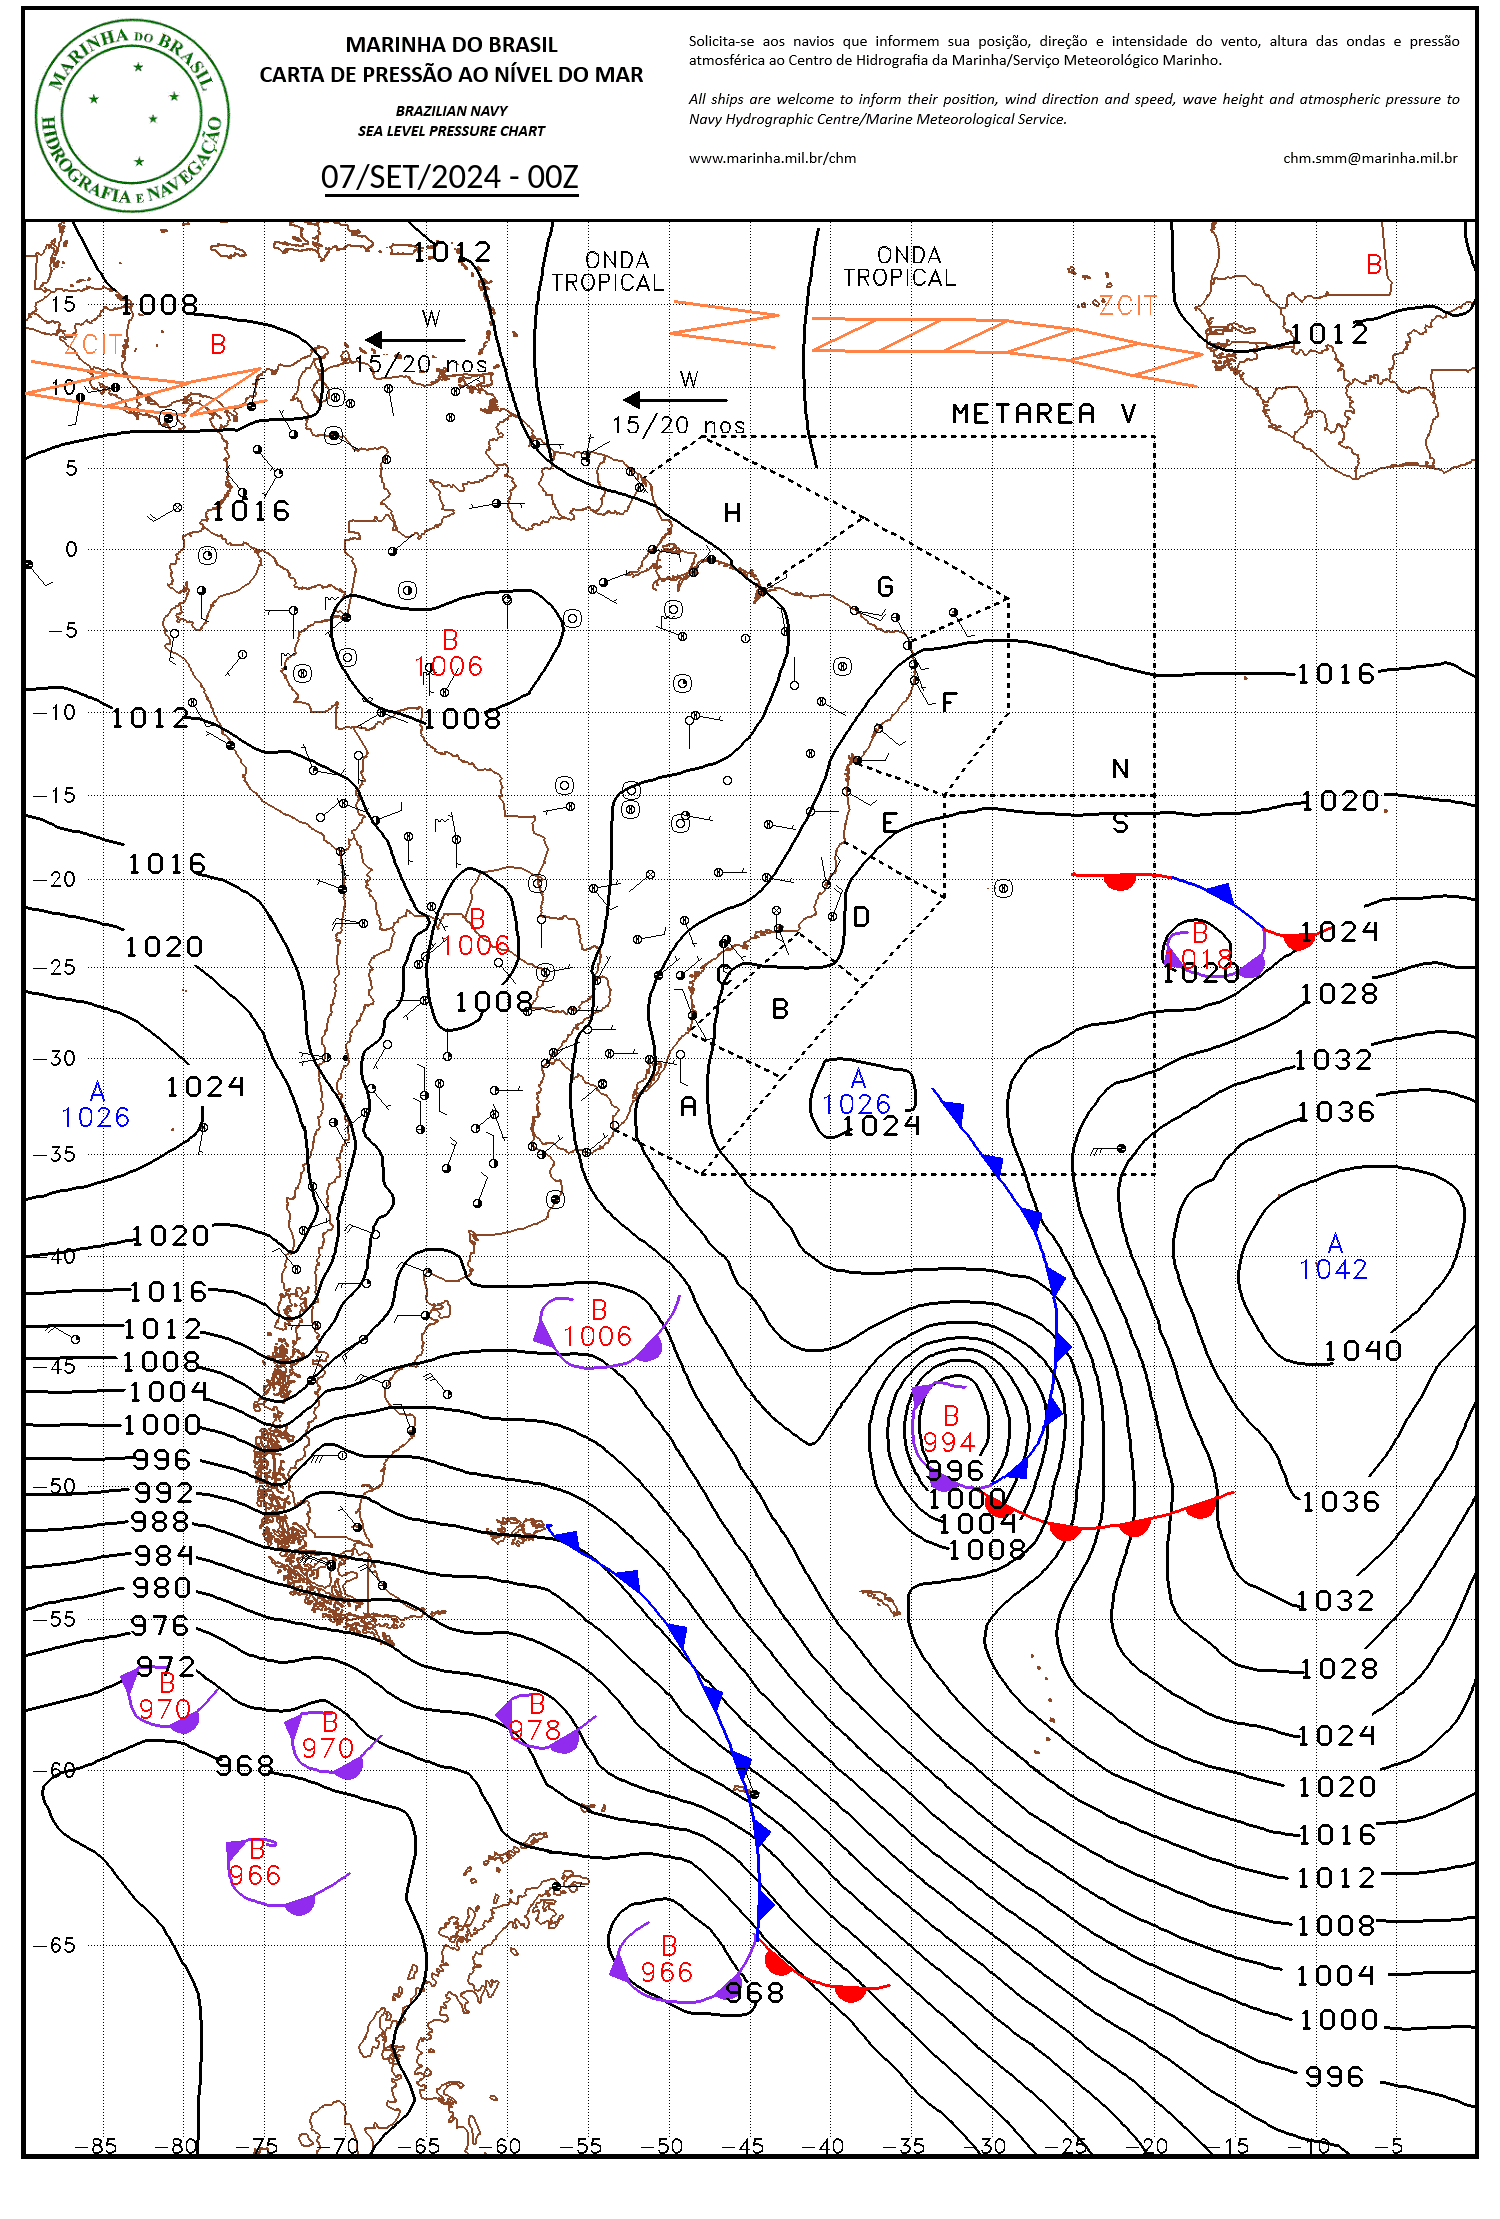 MARINHA DO BRASIL
HIDROGRAFIA E NAVEGAÇÃO
MARINHA DO BRASIL
CARTA DE PRESSÃO AO NÍVEL DO MAR
BRAZILIAN NAVY
SEA LEVEL PRESSURE CHART
07/SET/2024 - 00Z
Solicita-se aos navios que informem sua posição, direção e intensidade do vento, altura das ondas e pressão
atmosférica ao Centro de Hidrografia da Marinha/Serviço Meteorológico Marinho.
All ships are welcome to inform their position, wind direction and speed, wave height and atmospheric pressure to
Navy Hydrographic Centre/Marine Meteorological Service.
www.marinha.mil.br/chm chm.smm@marinha.mil.br
1012
ONDA
TROPICAL
ONDA
TROPICAL
B
15
1008
ZCIT
W
ZCIT
1012
ZCIT
B
15/20 nos
10
W
15/20 nos
METAREA V
5
1016
H
0
G
-5
B
1006
1016
F
-10
1012
1008
N
-15
1020
E
S
1016
-20
B
1006
D
1020
1024
B
1018
1020
-25
C
1008
B
1028
-30
1032
A
1026
1024
A
1026
1024
A
1036
-35
1020
-40
A
1042
1016
1012
B
1006
1008
-45
1040
1004
1000
B
994
996
996
-50
992
1000
1036
988
1004
984
1008
980
1032
-55
976
972
B
970
1028
B
978
B
970
1024
-60
968
1020
1016
B
966
1012
1008
-65
B
966
968
1004
1000
996
-85 -80 -75 -70 -65 -60 -55 -50 -45 -40 -35 -30 -25 -20 -15 -10 -5